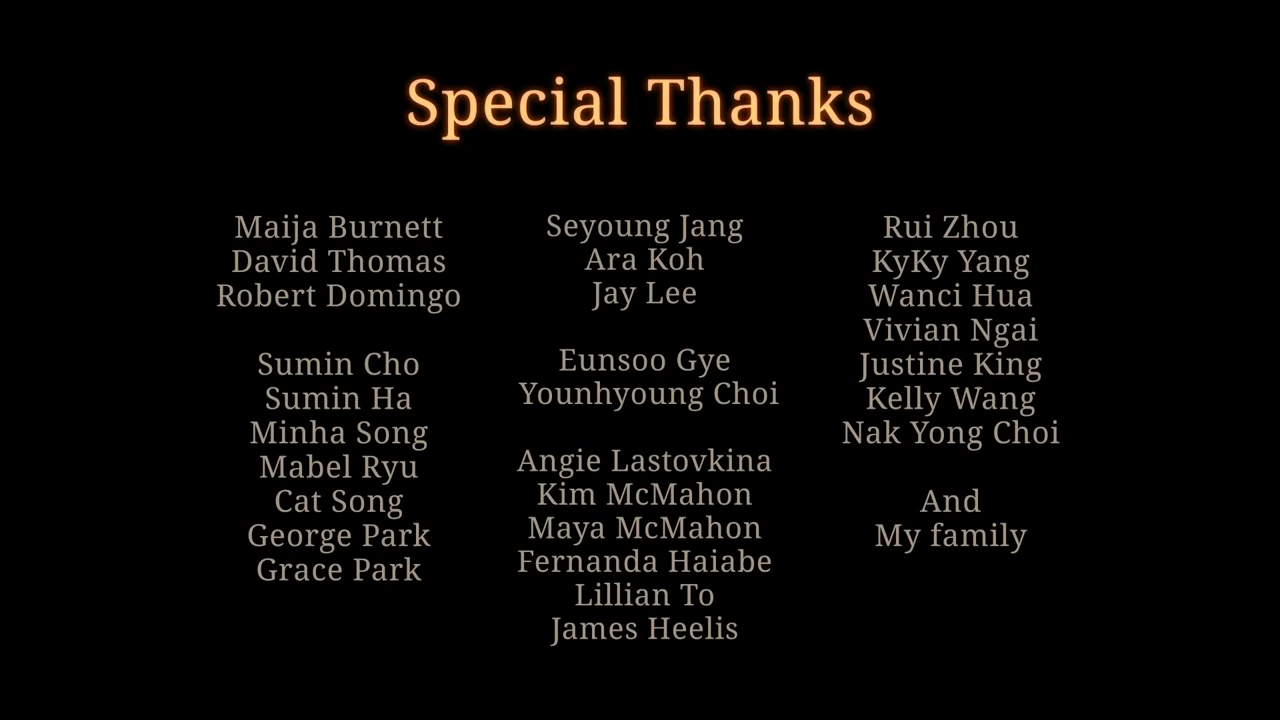 Special Thanks
Maija Burnett
David Thomas
Robert Domingo
Sumin Cho
Sumin Ha
Minha Song
Mabel Ryu
Cat Song
George Park
Grace Park
Seyoung Jang
Ara Koh
Jay Lee
Eunsoo Gye
Younhyoung Choi
Angie Lastovkina
Kim McMahon
Maya McMahon
Fernanda Haiabe
Lillian To
James Heelis
Rui Zhou
KyKy Yang
Wanci Hua
Vivian Ngai
Justine King
Kelly Wang
Nak Yong Choi
And
My family